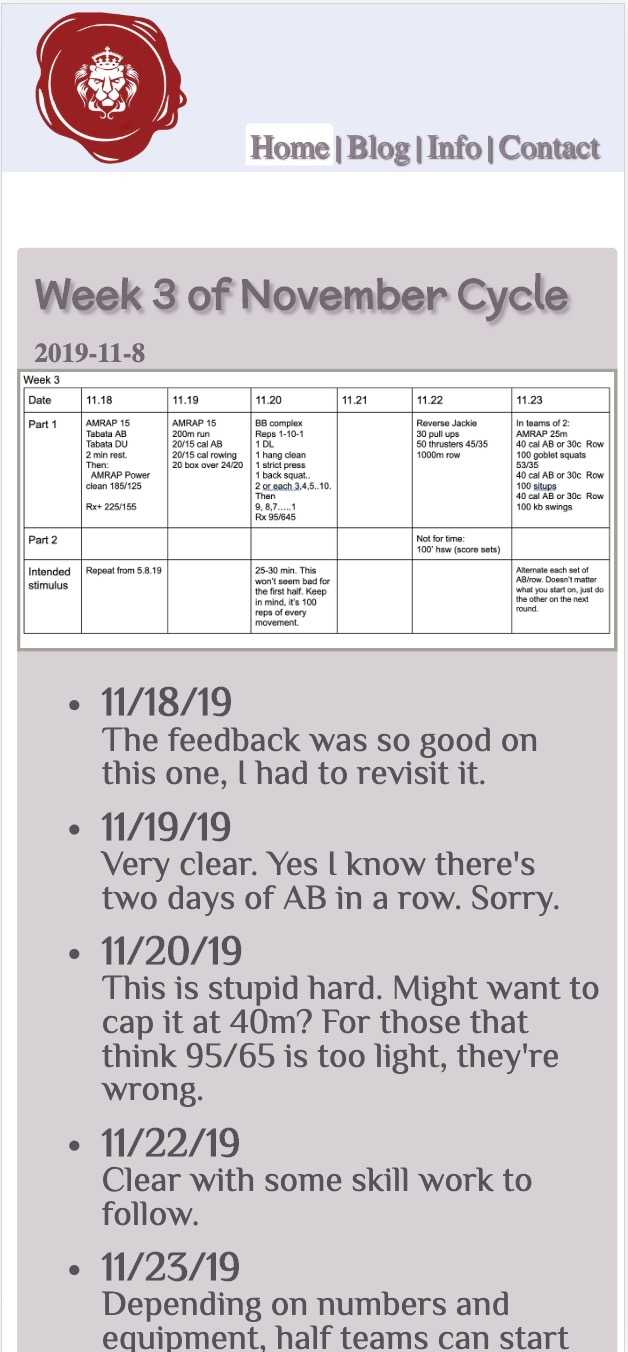 Home | Blog | Info | Contact
Week 3 of November Cycle
2019-11-8
Week 3
Date 11.18 11.19 11.20 11.21 11.22 11.23
Part 1
AMRAP 15
Tabata AB
Tabata DU
2 min rest.
Then:
AMRAP Power
clean 185/125
Rx+ 225/155
AMRAP 15
200m run
20/15 cal AB
20/15 cal rowing
20 box over 24/20
BB complex
Reps 1-10-1
1 DL
1 hang clean
1 strict press
1 back squat..
2 or each 3,4,5..10.
Then
9, 8,7…..1
Rx 95/645
Reverse Jackie
30 pull ups
50 thrusters 45/35
1000m row
In teams of 2:
AMRAP 25m
40 cal AB or 30c Row
100 goblet squats
53/35
40 cal AB or 30c Row
100 situps
40 cal AB or 30c Row
100 kb swings
Part 2
Not for time:
100' hsw (score sets)
Intended
stimulus
Repeat from 5.8.19
25-30 min. This
won't seem bad for
the first half. Keep
in mind, it's 100
reps of every
movement.
Alternate each set of
AB/row. Doesn't matter
what you start on, just do
the other on the next
round.
• 11/18/19
The feedback was so good on
this one, I had to revisit it.
• 11/19/19
Very clear. Yes I know there's
two days of AB in a row. Sorry.
• 11/20/19
This is stupid hard. Might want to
cap it at 40m? For those that
think 95/65 is too light, they're
wrong.
• 11/22/19
Clear with some skill work to
follow.
• 11/23/19
Depending on numbers and
equipment, half teams can start